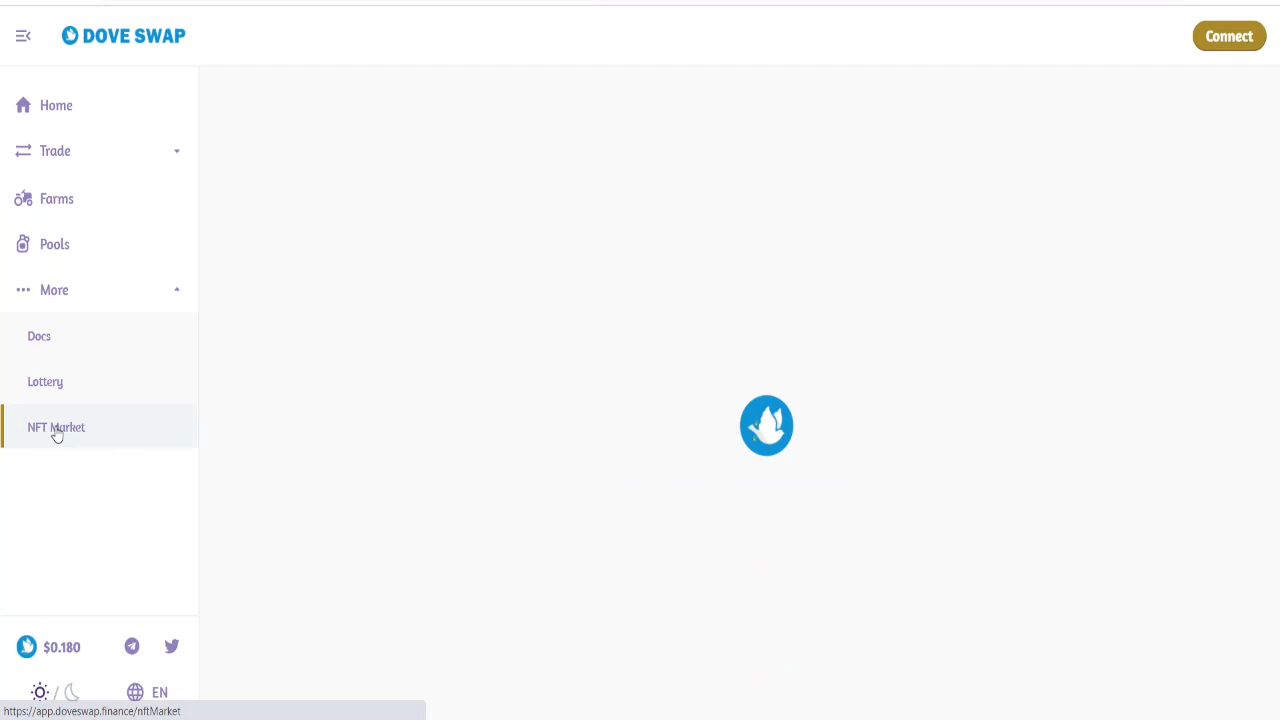 DOVE SWAP
Connect
Home
Trade
Farms
Pools
More
Docs
Lottery
NFT Market
$0.180
/
EN
https://app.doveswap.finance/nftMarket